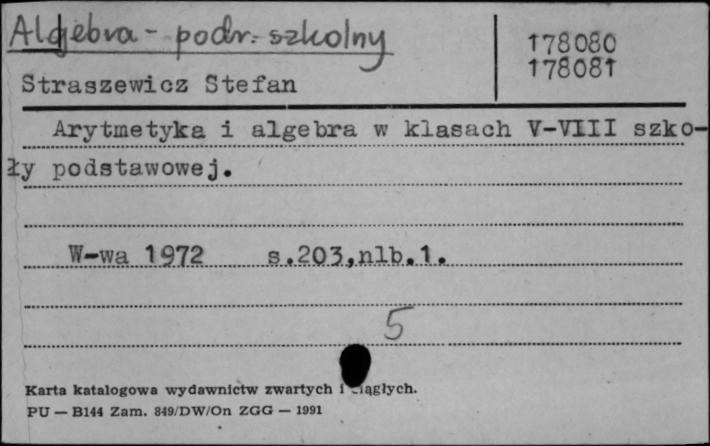 Algebra - podr. szkolny
178080
178081
Straszewicz Stefan
Arytmetyka i algebra w klasach V-VIII szko-
ły podstawowej.
W-wa 1972 s.203,nlb.1.
5
Karta katalogowa wydawnictw zwartych i ciągłych.
PU — B144 Zam. 849/DW/On ZGG — 1991